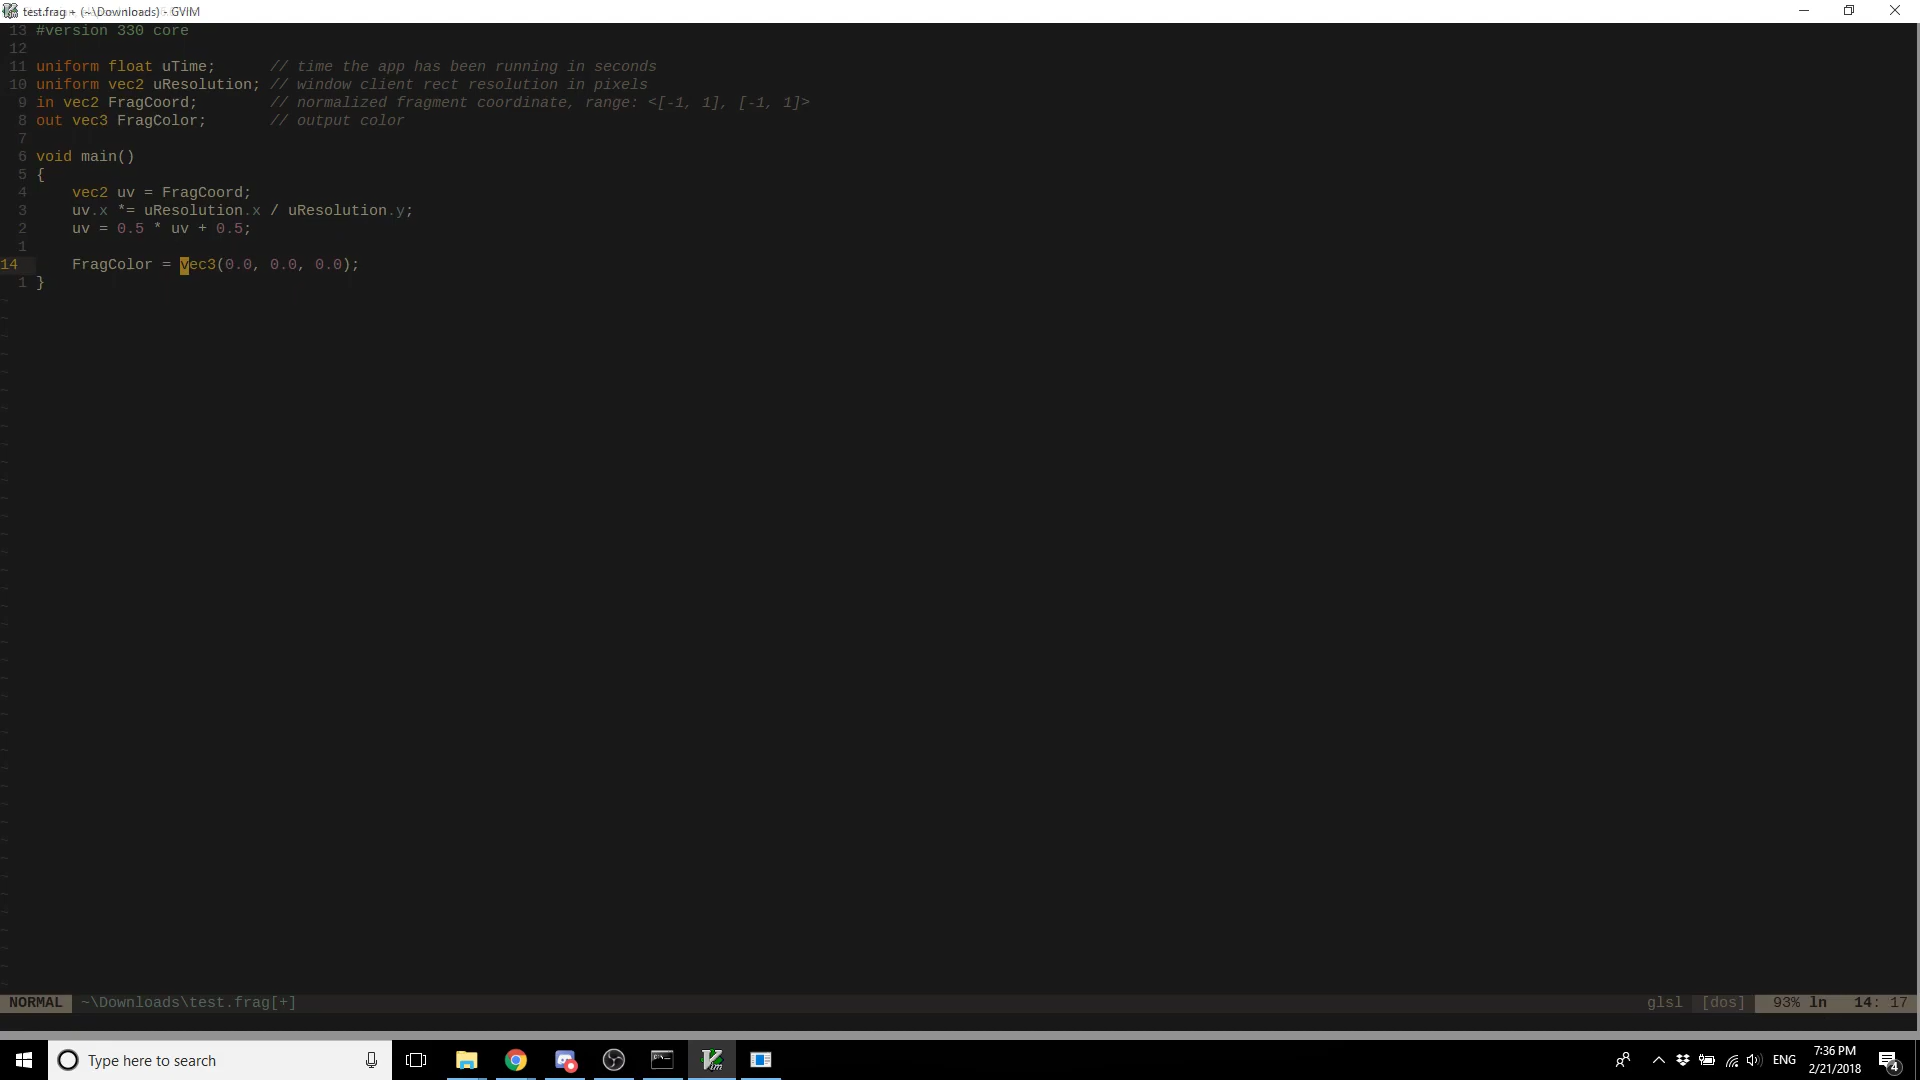 test.frag + (~\Downloads) - GVIM
13 #version 330 core
12
11 uniform float uTime;      // time the app has been running in seconds
10 uniform vec2 uResolution; // window client rect resolution in pixels
9 in vec2 FragCoord;        // normalized fragment coordinate, range: <[-1, 1], [-1, 1]>
8 out vec3 FragColor;       // output color
7
6 void main()
5 {
4     vec2 uv = FragCoord;
3     uv.x *= uResolution.x / uResolution.y;
2     uv = 0.5 * uv + 0.5;
1
14     FragColor = vec3(0.0, 0.0, 0.0);
1 }
NORMAL ~\Downloads\test.frag[+] glsl [dos] 93% ln 14: 17
Type here to search
ENG
7:36 PM
2/21/2018
4